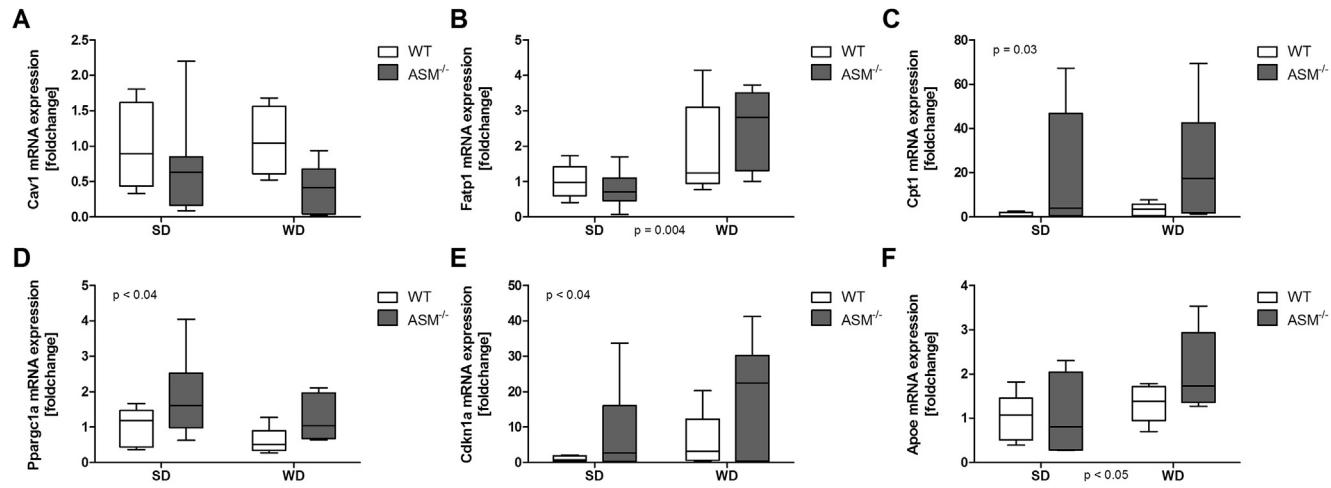 A
Cav1 mRNA expression
[foldchange]
2.5
2.0
1.5
1.0
0.5
0.0
SD
WD
WT
ASM-/-
B
Fatp1 mRNA expression
[foldchange]
5
4
3
2
1
0
SD
WD
p = 0.004
WT
ASM-/-
C
Cpt1 mRNA expression
[foldchange]
80
60
40
20
0
p = 0.03
SD
WD
WT
ASM-/-
D
Ppargc1a mRNA expression
[foldchange]
5
4
3
2
1
0
p < 0.04
SD
WD
WT
ASM-/-
E
Cdkn1a mRNA expression
[foldchange]
50
40
30
20
10
0
p < 0.04
SD
WD
WT
ASM-/-
F
Apoe mRNA expression
[foldchange]
4
3
2
1
0
SD
WD
p < 0.05
WT
ASM-/-